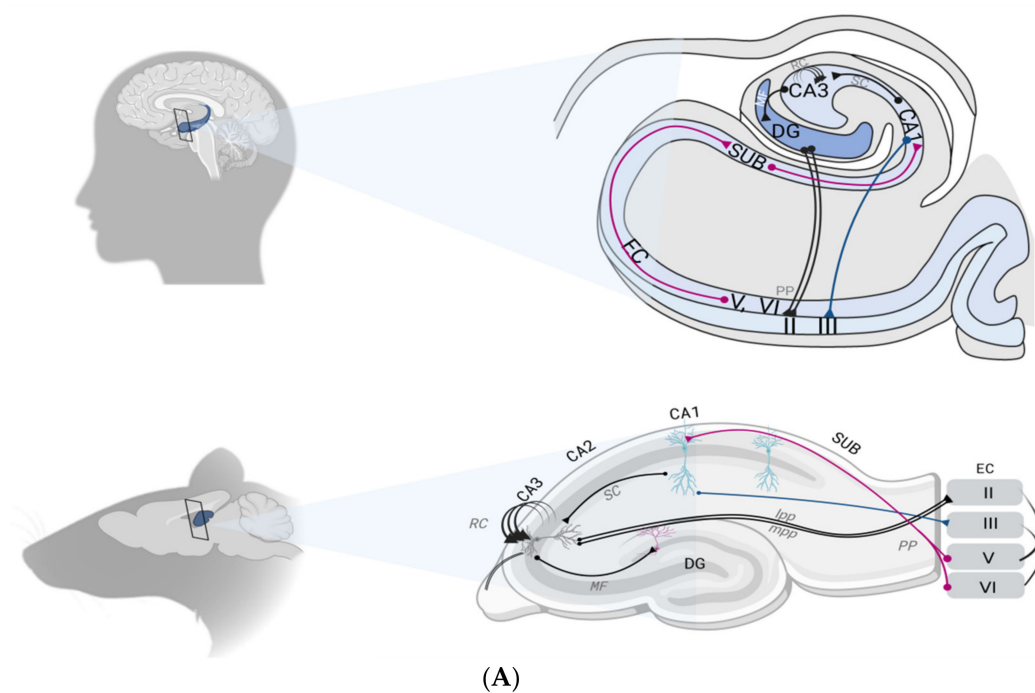 RC
SC
CA3
MF
CA1
DG
SUB
EC
PP
V, VI
II
III
CA1
CA2
SUB
EC
CA3
II
SC
RC
lpp
III
mpp
PP
V
DG
MF
VI
(A)